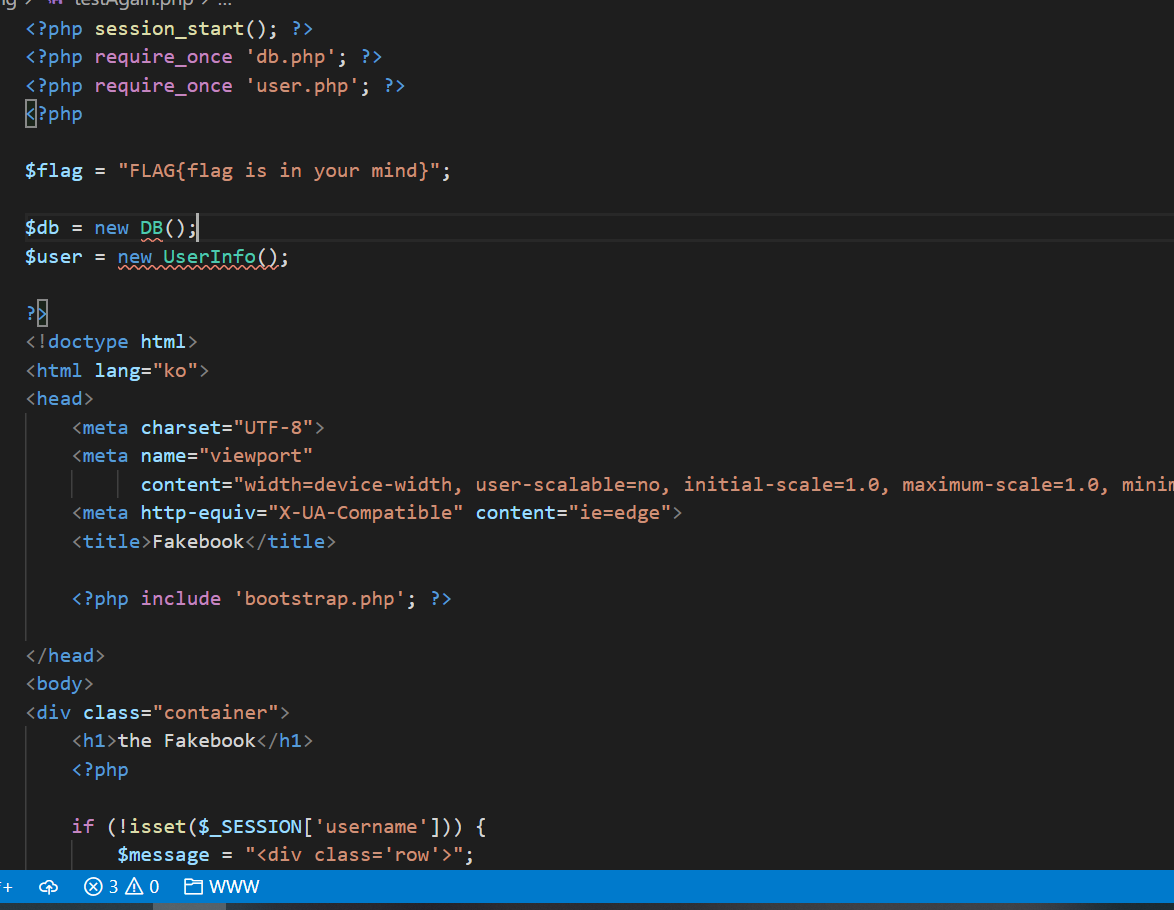 testAgain.php > ...
<?php session_start(); ?>
<?php require_once 'db.php'; ?>
<?php require_once 'user.php'; ?>
<?php
$flag = "FLAG{flag is in your mind}";
$db = new DB();
$user = new UserInfo();
?>
<!doctype html>
<html lang="ko">
<head>
<meta charset="UTF-8">
<meta name="viewport"
content="width=device-width, user-scalable=no, initial-scale=1.0, maximum-scale=1.0,
<meta http-equiv="X-UA-Compatible" content="ie=edge">
<title>Fakebook</title>
<?php include 'bootstrap.php'; ?>
</head>
<body>
<div class="container">
<h1>the Fakebook</h1>
<?php
if (!isset($_SESSION['username'])) {
$message = "<div class='row'>";
3 0 WWW